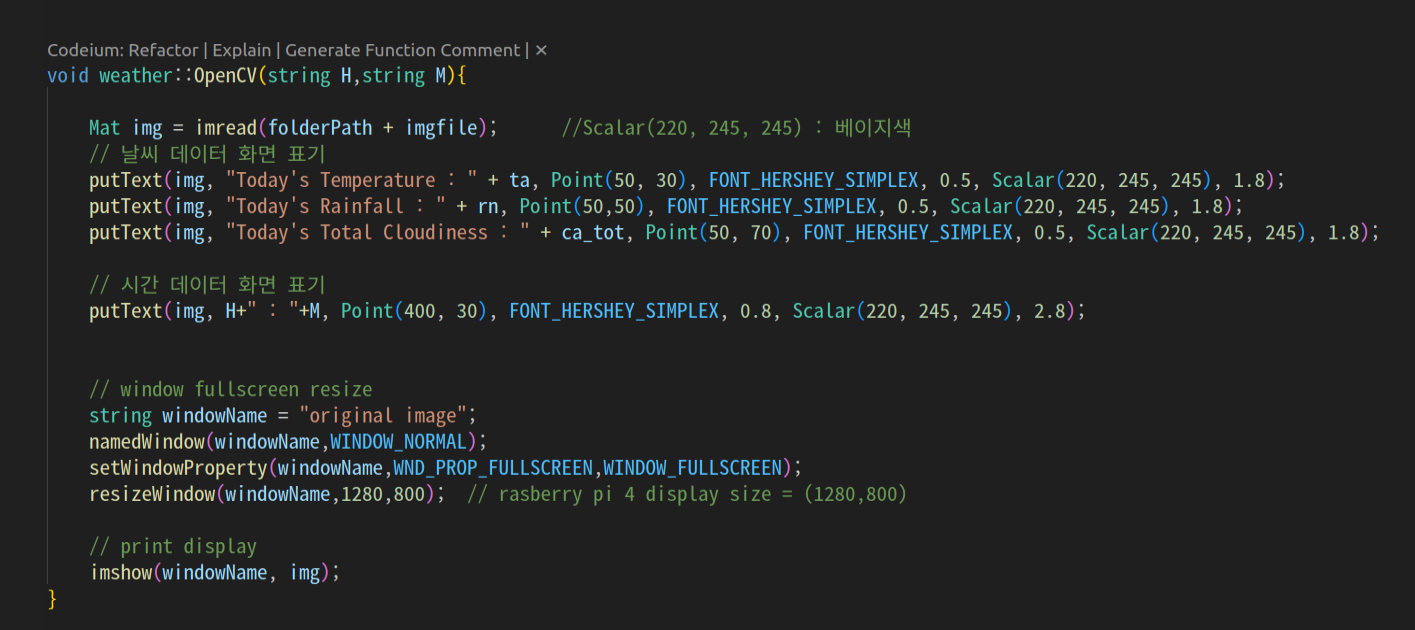 Codeium: Refactor | Explain | Generate Function Comment | ×
void weather::OpenCV(string H,string M){
Mat img = imread(folderPath + imgfile);      //Scalar(220, 245, 245) : 베이지색
// 날씨 데이터 화면 표기
putText(img, "Today's Temperature : " + ta, Point(50, 30), FONT_HERSHEY_SIMPLEX, 0.5, Scalar(220, 245, 245), 1.8);
putText(img, "Today's Rainfall : " + rn, Point(50,50), FONT_HERSHEY_SIMPLEX, 0.5, Scalar(220, 245, 245), 1.8);
putText(img, "Today's Total Cloudiness : " + ca_tot, Point(50, 70), FONT_HERSHEY_SIMPLEX, 0.5, Scalar(220, 245, 245), 1.8);
// 시간 데이터 화면 표기
putText(img, H+" : "+M, Point(400, 30), FONT_HERSHEY_SIMPLEX, 0.8, Scalar(220, 245, 245), 2.8);
// window fullscreen resize
string windowName = "original image";
namedWindow(windowName,WINDOW_NORMAL);
setWindowProperty(windowName,WND_PROP_FULLSCREEN,WINDOW_FULLSCREEN);
resizeWindow(windowName,1280,800);  // rasberry pi 4 display size = (1280,800)
// print display
imshow(windowName, img);
}